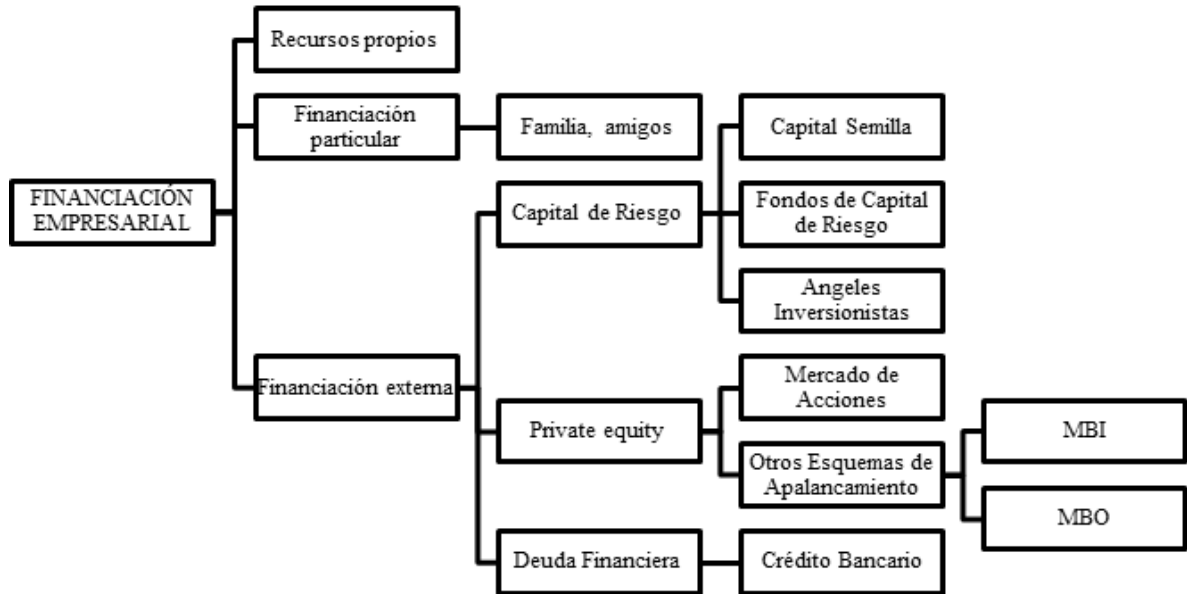 Recursos propios
Financiación
particular
Familia, amigos
Capital Semilla
FINANCIACIÓN
EMPRESARIAL
Capital de Riesgo
Fondos de Capital
de Riesgo
Angeles
Inversionistas
Financiación externa
Mercado de
Acciones
Private equity
Otros Esquemas de
Apalancamiento
MBI
MBO
Deuda Financiera
Crédito Bancario